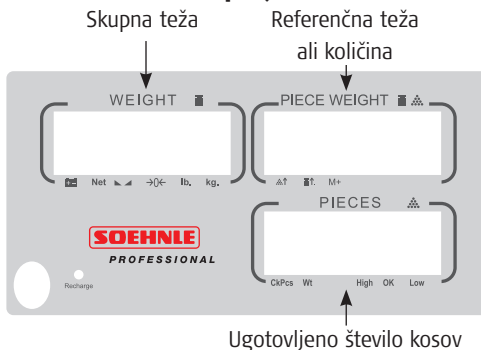 Skupna teža
Referenčna teža
ali količina
WEIGHT
PIECE WEIGHT
Net →0← lb. kg.
M+
PIECES
SOEHNLE
PROFESSIONAL
Recharge
CkPcs Wt High OK Low
Ugotovljeno število kosov